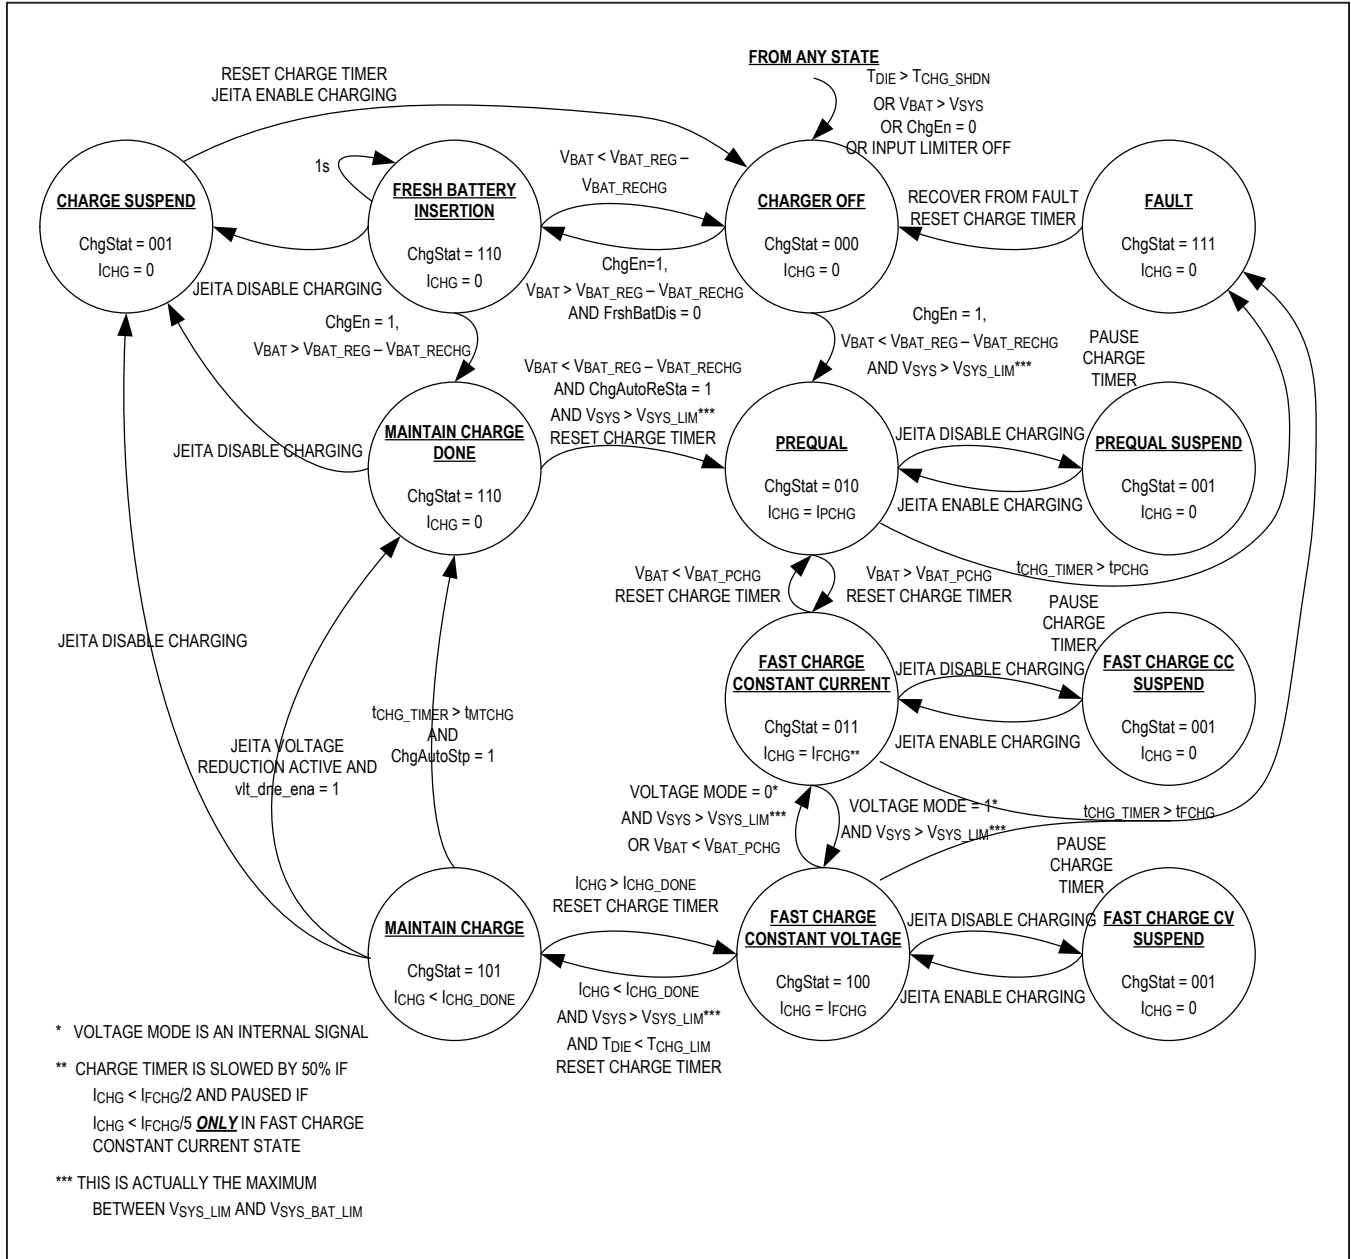 FROM ANY STATE
TDIE > TCHG_SHDN
OR VBAT > VSYS
OR ChgEn = 0
OR INPUT LIMITER OFF
RESET CHARGE TIMER
JEITA ENABLE CHARGING
1s
VBAT < VBAT_REG –
VBAT_RECHG
RECOVER FROM FAULT
RESET CHARGE TIMER
CHARGE SUSPEND
ChgStat = 001
ICHG = 0
FRESH BATTERY
INSERTION
ChgStat = 110
ICHG = 0
CHARGER OFF
ChgStat = 000
ICHG = 0
FAULT
ChgStat = 111
ICHG = 0
JEITA DISABLE CHARGING
ChgEn=1,
VBAT > VBAT_REG – VBAT_RECHG
AND FrshBatDis = 0
ChgEn = 1,
VBAT > VBAT_REG – VBAT_RECHG
ChgEn = 1,
VBAT < VBAT_REG – VBAT_RECHG
AND VSYS > VSYS_LIM***
PAUSE
CHARGE
TIMER
VBAT < VBAT_REG – VBAT_RECHG
AND ChgAutoReSta = 1
AND VSYS > VSYS_LIM***
RESET CHARGE TIMER
JEITA DISABLE CHARGING
MAINTAIN CHARGE
DONE
ChgStat = 110
ICHG = 0
PREQUAL
ChgStat = 010
ICHG = IPCHG
JEITA DISABLE CHARGING
JEITA ENABLE CHARGING
PREQUAL SUSPEND
ChgStat = 001
ICHG = 0
tCHG_TIMER > tPCHG
VBAT < VBAT_PCHG
RESET CHARGE TIMER
VBAT > VBAT_PCHG
RESET CHARGE TIMER
PAUSE
CHARGE
TIMER
JEITA DISABLE CHARGING
FAST CHARGE
CONSTANT CURRENT
ChgStat = 011
ICHG = IFCHG**
JEITA DISABLE CHARGING
JEITA ENABLE CHARGING
FAST CHARGE CC
SUSPEND
ChgStat = 001
ICHG = 0
tCHG_TIMER > tMTCHG
AND
ChgAutoStp = 1
JEITA VOLTAGE
REDUCTION ACTIVE AND
vlt_dne_ena = 1
VOLTAGE MODE = 0*
AND VSYS > VSYS_LIM***
OR VBAT < VBAT_PCHG
VOLTAGE MODE = 1*
AND VSYS > VSYS_LIM***
tCHG_TIMER > tFCHG
PAUSE
CHARGE
TIMER
MAINTAIN CHARGE
ChgStat = 101
ICHG < ICHG_DONE
ICHG > ICHG_DONE
RESET CHARGE TIMER
ICHG < ICHG_DONE
AND VSYS > VSYS_LIM***
AND TDIE < TCHG_LIM
RESET CHARGE TIMER
FAST CHARGE
CONSTANT VOLTAGE
ChgStat = 100
ICHG = IFCHG
JEITA DISABLE CHARGING
JEITA ENABLE CHARGING
FAST CHARGE CV
SUSPEND
ChgStat = 001
ICHG = 0
* VOLTAGE MODE IS AN INTERNAL SIGNAL
** CHARGE TIMER IS SLOWED BY 50% IF
ICHG < IFCHG/2 AND PAUSED IF
ICHG < IFCHG/5 ONLY IN FAST CHARGE
CONSTANT CURRENT STATE
*** THIS IS ACTUALLY THE MAXIMUM
BETWEEN VSYS_LIM AND VSYS_BAT_LIM